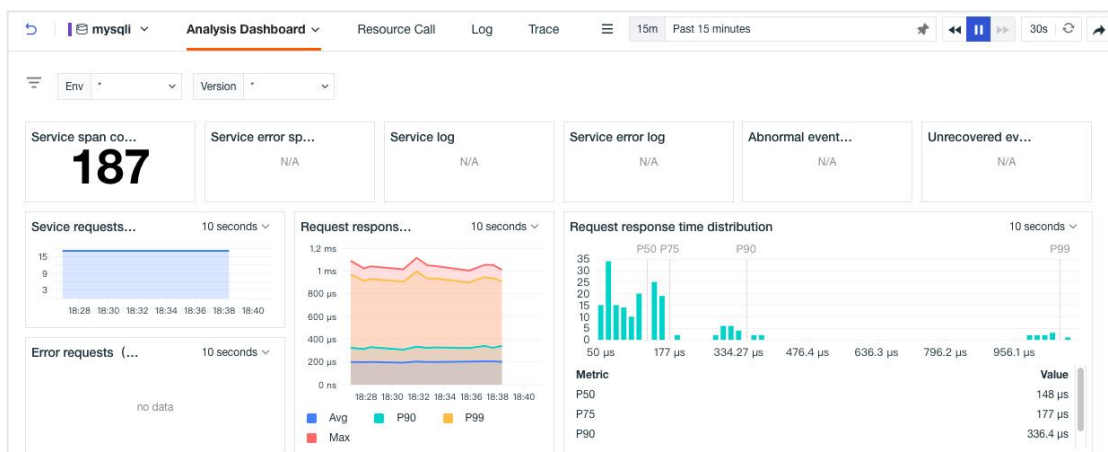 mysqli
Analysis Dashboard
Resource Call
Log
Trace
15m Past 15 minutes
30s
Env *
Version *
Service span co...
187
Service error sp...
N/A
Service log
N/A
Service error log
N/A
Abnormal event...
N/A
Unrecovered ev...
N/A
Sevice requests...
10 seconds
15
9
3
18:28 18:30 18:32 18:34 18:36 18:38 18:40
Error requests (...
10 seconds
no data
Request respons...
10 seconds
1.2 ms
1 ms
800 μs
600 μs
400 μs
200 μs
0 ns
18:28 18:30 18:32 18:34 18:36 18:38 18:40
Avg P90 P99
Max
Request response time distribution
10 seconds
P50 P75 P90 P99
35
30
25
20
15
10
5
0
50 μs 177 μs 334.27 μs 476.4 μs 636.3 μs 796.2 μs 956.1 μs
Metric Value
P50 148 μs
P75 177 μs
P90 336.4 μs